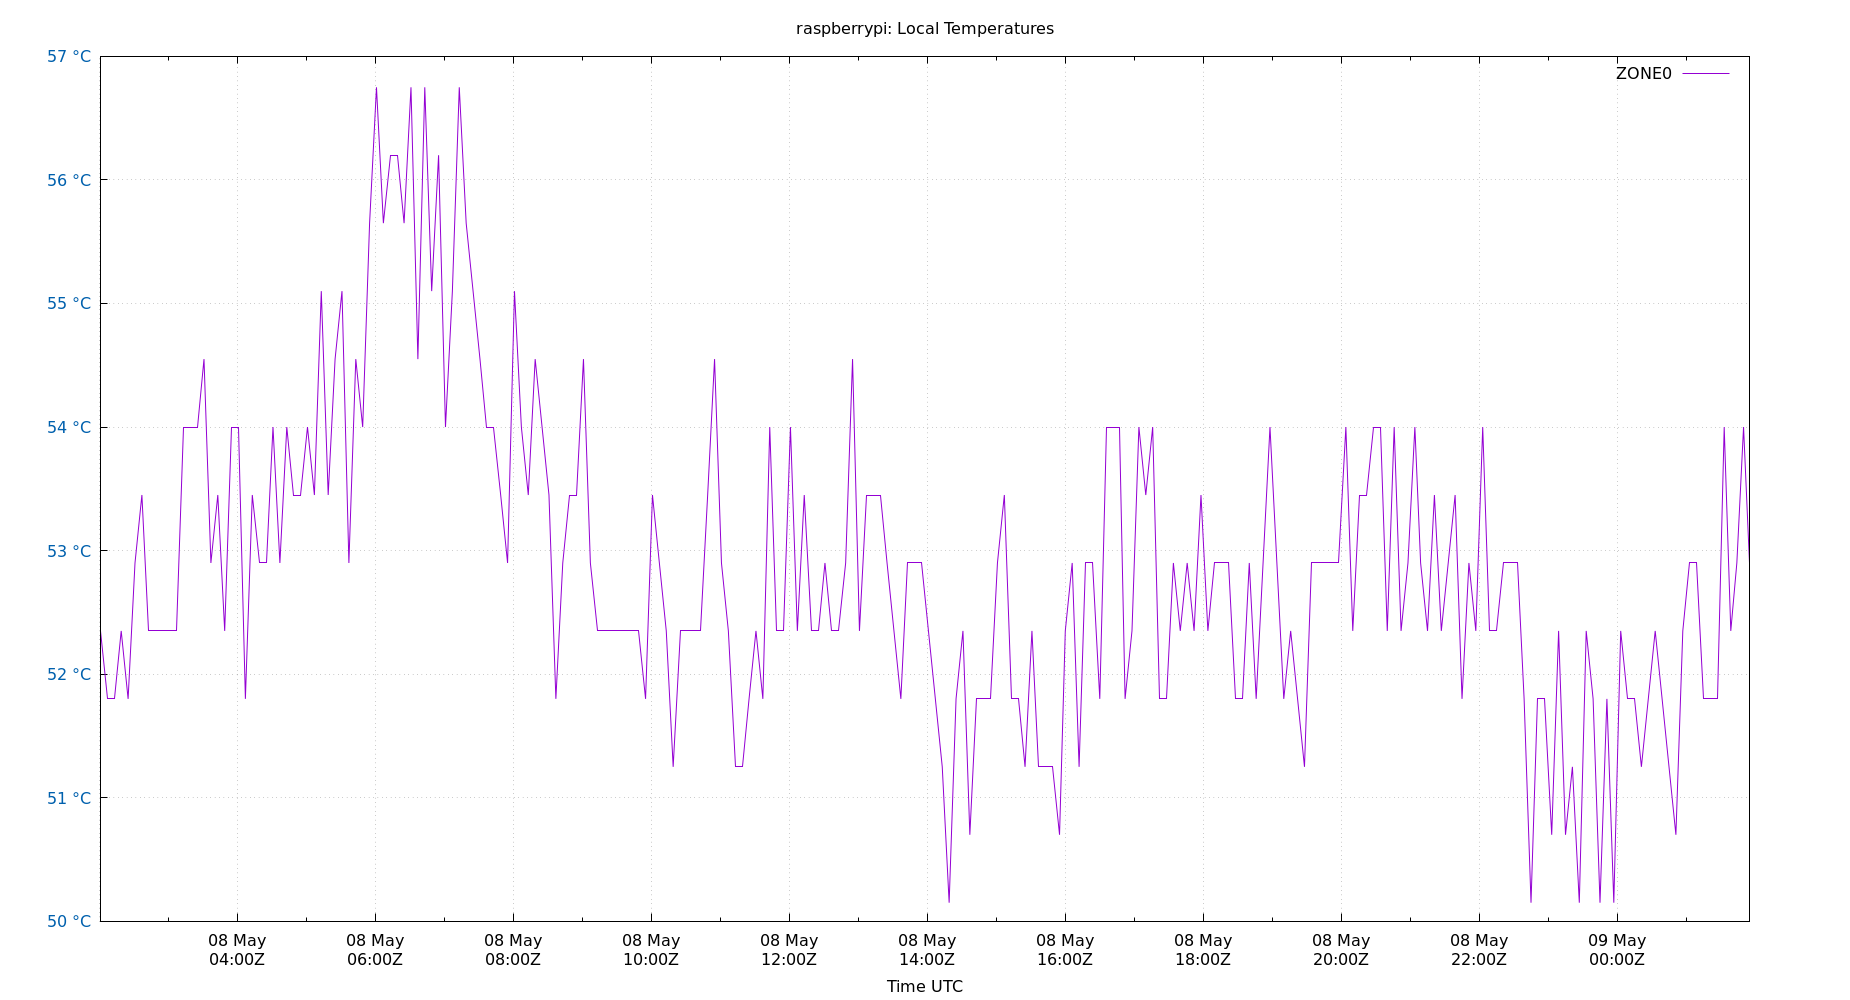 raspberrypi: Local Temperatures
57 °C
ZONE0
56 °C
55 °C
54 °C
53 °C
52 °C
51 °C
50 °C
08 May 08 May 08 May 08 May 08 May 08 May 08 May 08 May 08 May 08 May 09 May
04:00Z 06:00Z 08:00Z 10:00Z 12:00Z 14:00Z 16:00Z 18:00Z 20:00Z 22:00Z 00:00Z
Time UTC